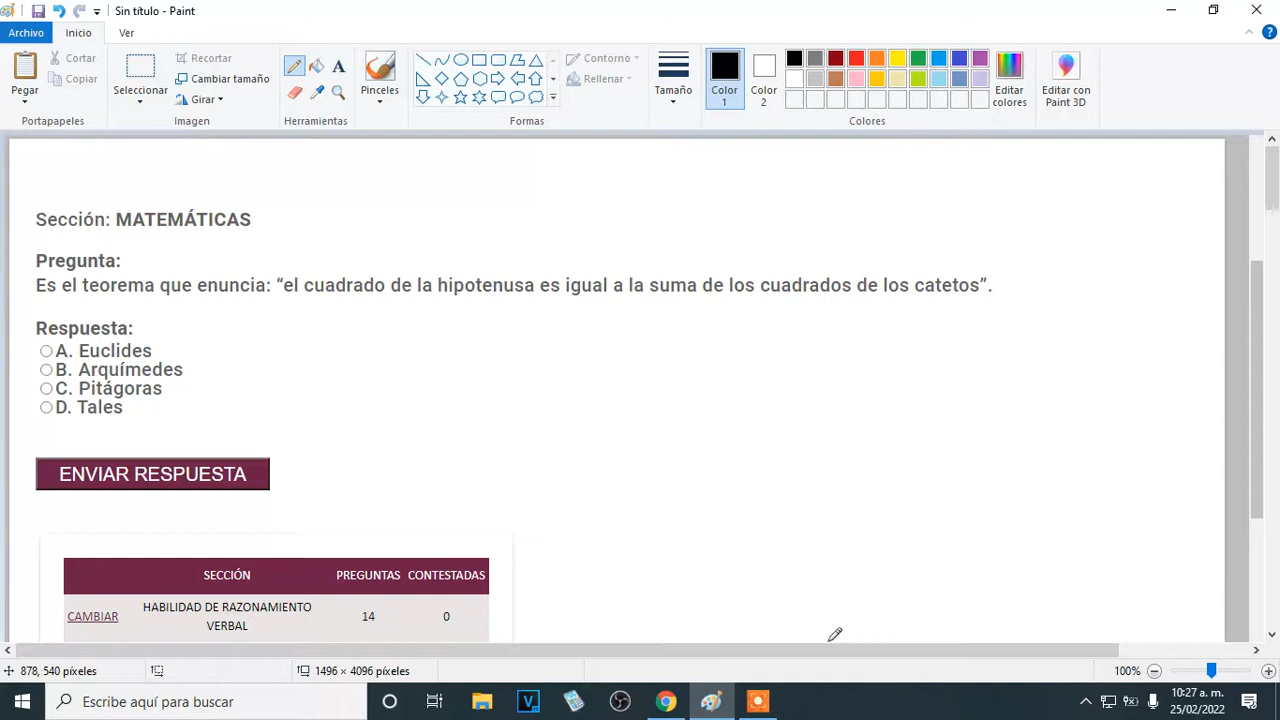 Sin título - Paint
Archivo Inicio Ver
Pegar Cortar Copiar
Portapapeles
Seleccionar Recortar Cambiar tamaño Girar
Imagen
A
Herramientas
Pinceles
Contorno
Rellenar
Formas
Tamaño
Color 1
Color 2
Editar colores
Colores
Editar con Paint 3D
Sección: MATEMÁTICAS
Pregunta:
Es el teorema que enuncia: “el cuadrado de la hipotenusa es igual a la suma de los cuadrados de los catetos”.
Respuesta:
A. Euclides
B. Arquímedes
C. Pitágoras
D. Tales
ENVIAR RESPUESTA
SECCIÓN PREGUNTAS CONTESTADAS
CAMBIAR HABILIDAD DE RAZONAMIENTO VERBAL 14 0
878, 540 píxeles 1496 × 4096 píxeles 100%
Escribe aquí para buscar
10:27 a. m.
25/02/2022